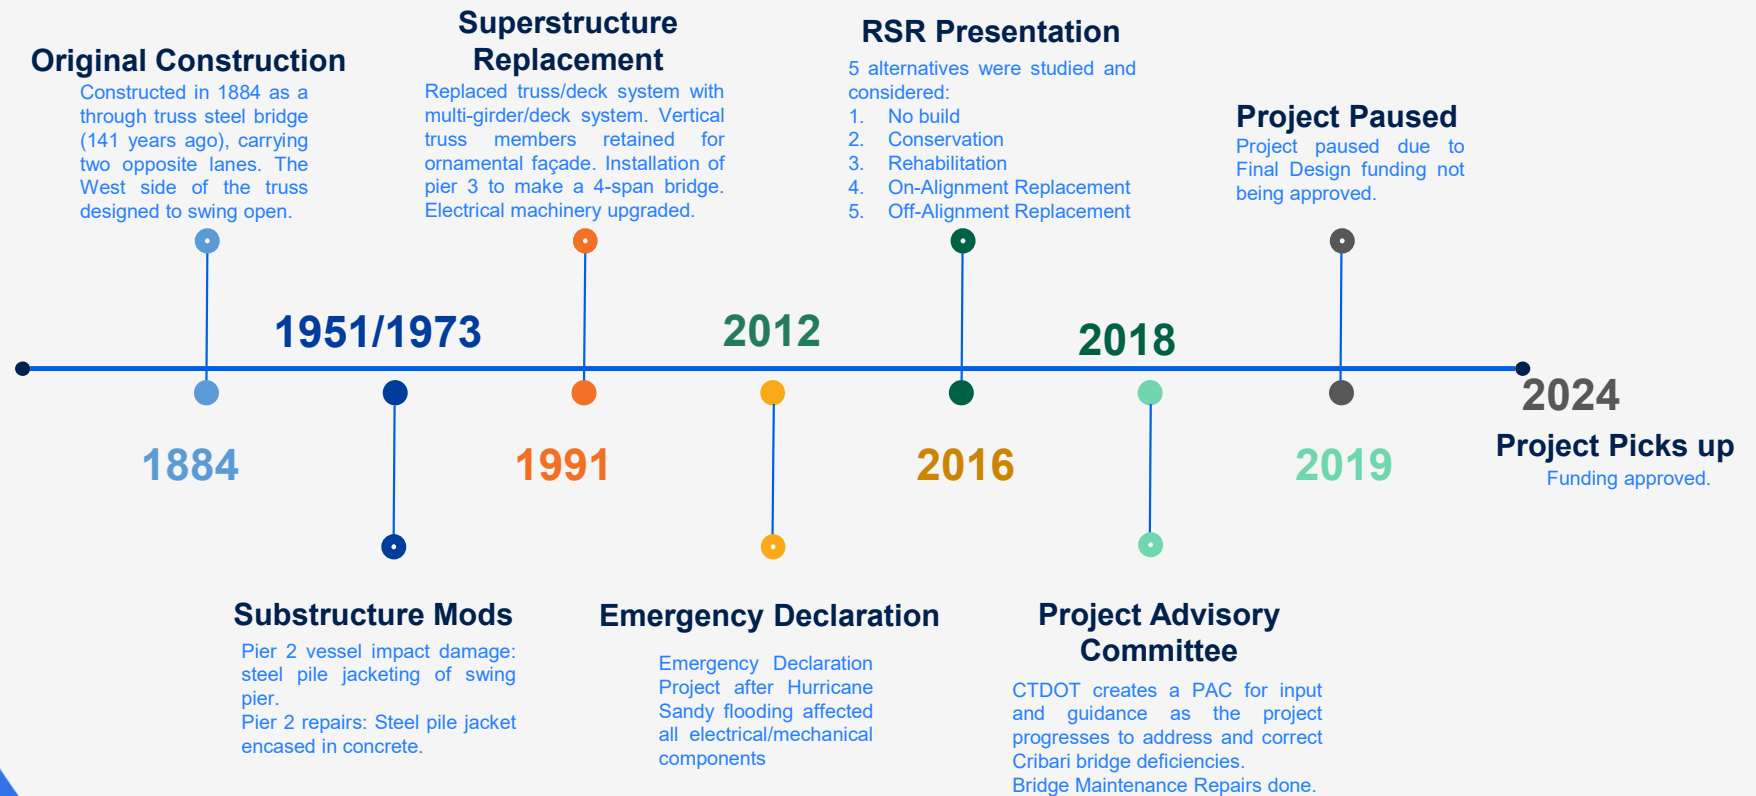 Original Construction
Constructed in 1884 as a
through truss steel bridge
(141 years ago), carrying
two opposite lanes. The
West side of the truss
designed to swing open.
Superstructure
Replacement
Replaced truss/deck system with
multi-girder/deck system. Vertical
truss members retained for
ornamental façade. Installation of
pier 3 to make a 4-span bridge.
Electrical machinery upgraded.
RSR Presentation
5 alternatives were studied and
considered:
1. No build
2. Conservation
3. Rehabilitation
4. On-Alignment Replacement
5. Off-Alignment Replacement
Project Paused
Project paused due to
Final Design funding not
being approved.
1951/1973
2012
2018
2024
Project Picks up
Funding approved.
1884
1991
2016
2019
Substructure Mods
Pier 2 vessel impact damage:
steel pile jacketing of swing
pier.
Pier 2 repairs: Steel pile jacket
encased in concrete.
Emergency Declaration
Emergency Declaration
Project after Hurricane
Sandy flooding affected
all electrical/mechanical
components
Project Advisory
Committee
CTDOT creates a PAC for input
and guidance as the project
progresses to address and correct
Cribari bridge deficiencies.
Bridge Maintenance Repairs done.